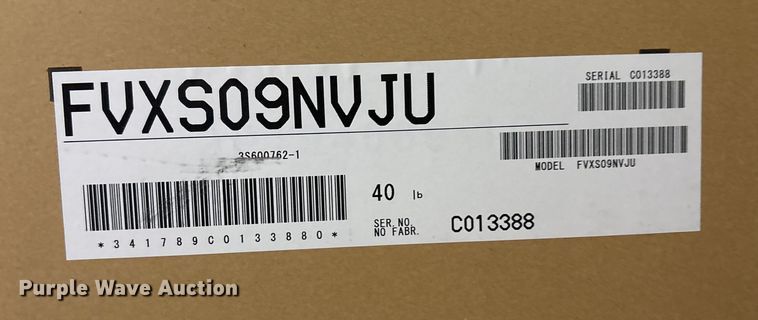 FVXS09NVJU
SERIAL C013388
3S600762-1
MODEL FVXS09NVJU
40 lb
*341789C0133880*
SER. NO.
NO FABR. C013388
Purple Wave Auction